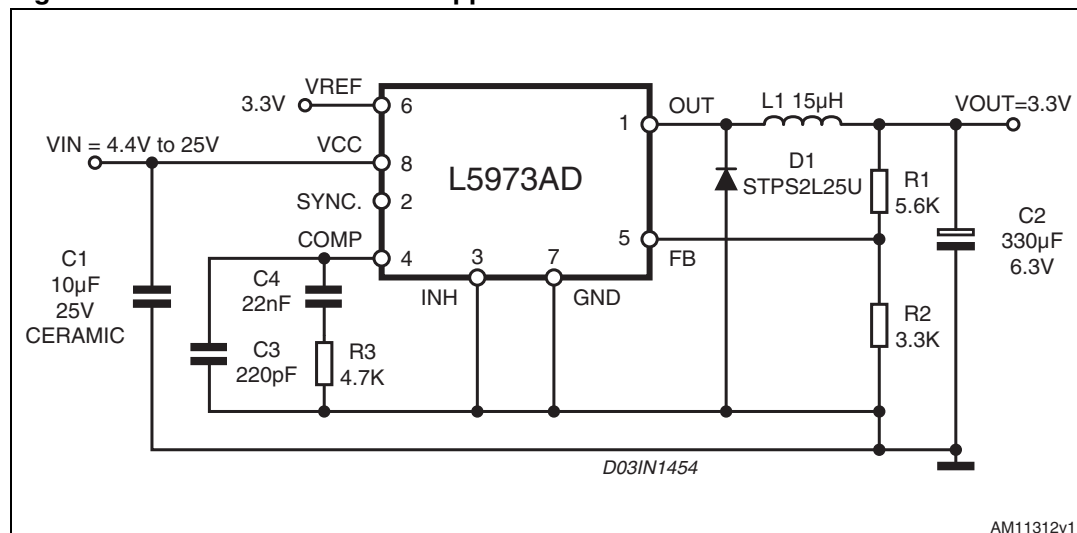 VREF
3.3V
6
VIN = 4.4V to 25V
VCC
8
SYNC.
2
COMP
4
L5973AD
3
INH
7
GND
1
OUT
5
FB
L1 15µH
VOUT=3.3V
D1
STPS2L25U
R1
5.6K
C2
330µF
6.3V
R2
3.3K
C1
10µF
25V
CERAMIC
C4
22nF
C3
220pF
R3
4.7K
D03IN1454
AM11312v1